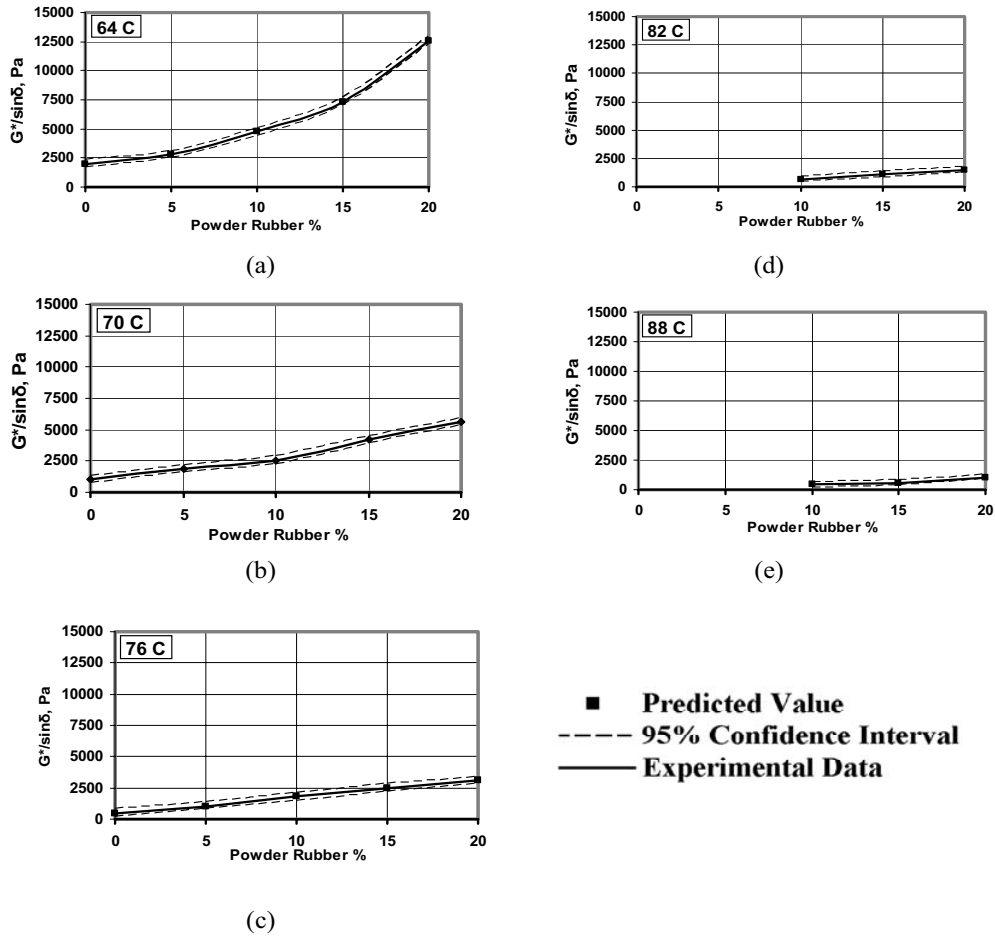 64 C
15000
12500
10000
7500
5000
2500
0
G*/sinδ, Pa
0 5 10 15 20
Powder Rubber %
(a)
82 C
15000
12500
10000
7500
5000
2500
0
G*/sinδ, Pa
0 5 10 15 20
Powder Rubber %
(d)
70 C
15000
12500
10000
7500
5000
2500
0
G*/sinδ, Pa
0 5 10 15 20
Powder Rubber %
(b)
88 C
15000
12500
10000
7500
5000
2500
0
G*/sinδ, Pa
0 5 10 15 20
Powder Rubber %
(e)
76 C
15000
12500
10000
7500
5000
2500
0
G*/sinδ, Pa
0 5 10 15 20
Powder Rubber %
(c)
Predicted Value
95% Confidence Interval
Experimental Data